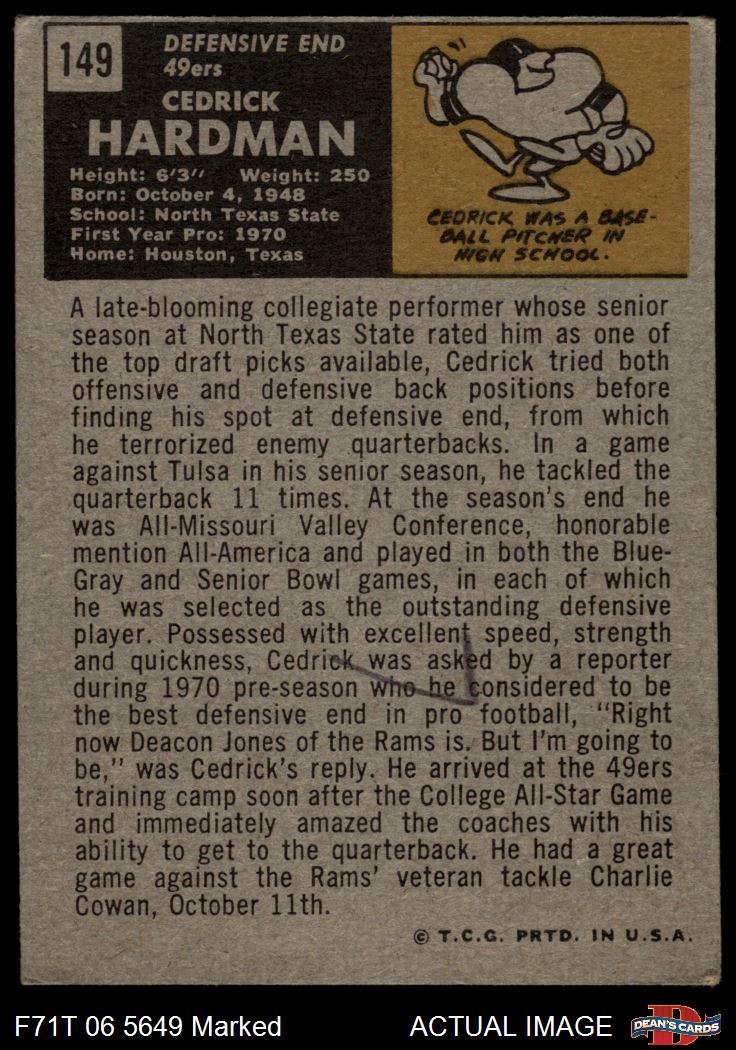 149
DEFENSIVE END
49ers
CEDRICK
HARDMAN
Height: 6'3" Weight: 250
Born: October 4, 1948
School: North Texas State
First Year Pro: 1970
Home: Houston, Texas
CEDRICK WAS A BASE-
BALL PITCHER IN
HIGH SCHOOL.
A late-blooming collegiate performer whose senior
season at North Texas State rated him as one of
the top draft picks available, Cedrick tried both
offensive and defensive back positions before
finding his spot at defensive end, from which
he terrorized enemy quarterbacks. In a game
against Tulsa in his senior season, he tackled the
quarterback 11 times. At the season's end he
was All-Missouri Valley Conference, honorable
mention All-America and played in both the Blue-
Gray and Senior Bowl games, in each of which
he was selected as the outstanding defensive
player. Possessed with excellent speed, strength
and quickness, Cedrick was asked by a reporter
during 1970 pre-season who he considered to be
the best defensive end in pro football, "Right
now Deacon Jones of the Rams is. But I'm going to
be," was Cedrick's reply. He arrived at the 49ers
training camp soon after the College All-Star Game
and immediately amazed the coaches with his
ability to get to the quarterback. He had a great
game against the Rams' veteran tackle Charlie
Cowan, October 11th.
© T.C.G. PRTD. IN U.S.A.
F71T 06 5649 Marked
ACTUAL IMAGE
D
DEAN'S CARDS